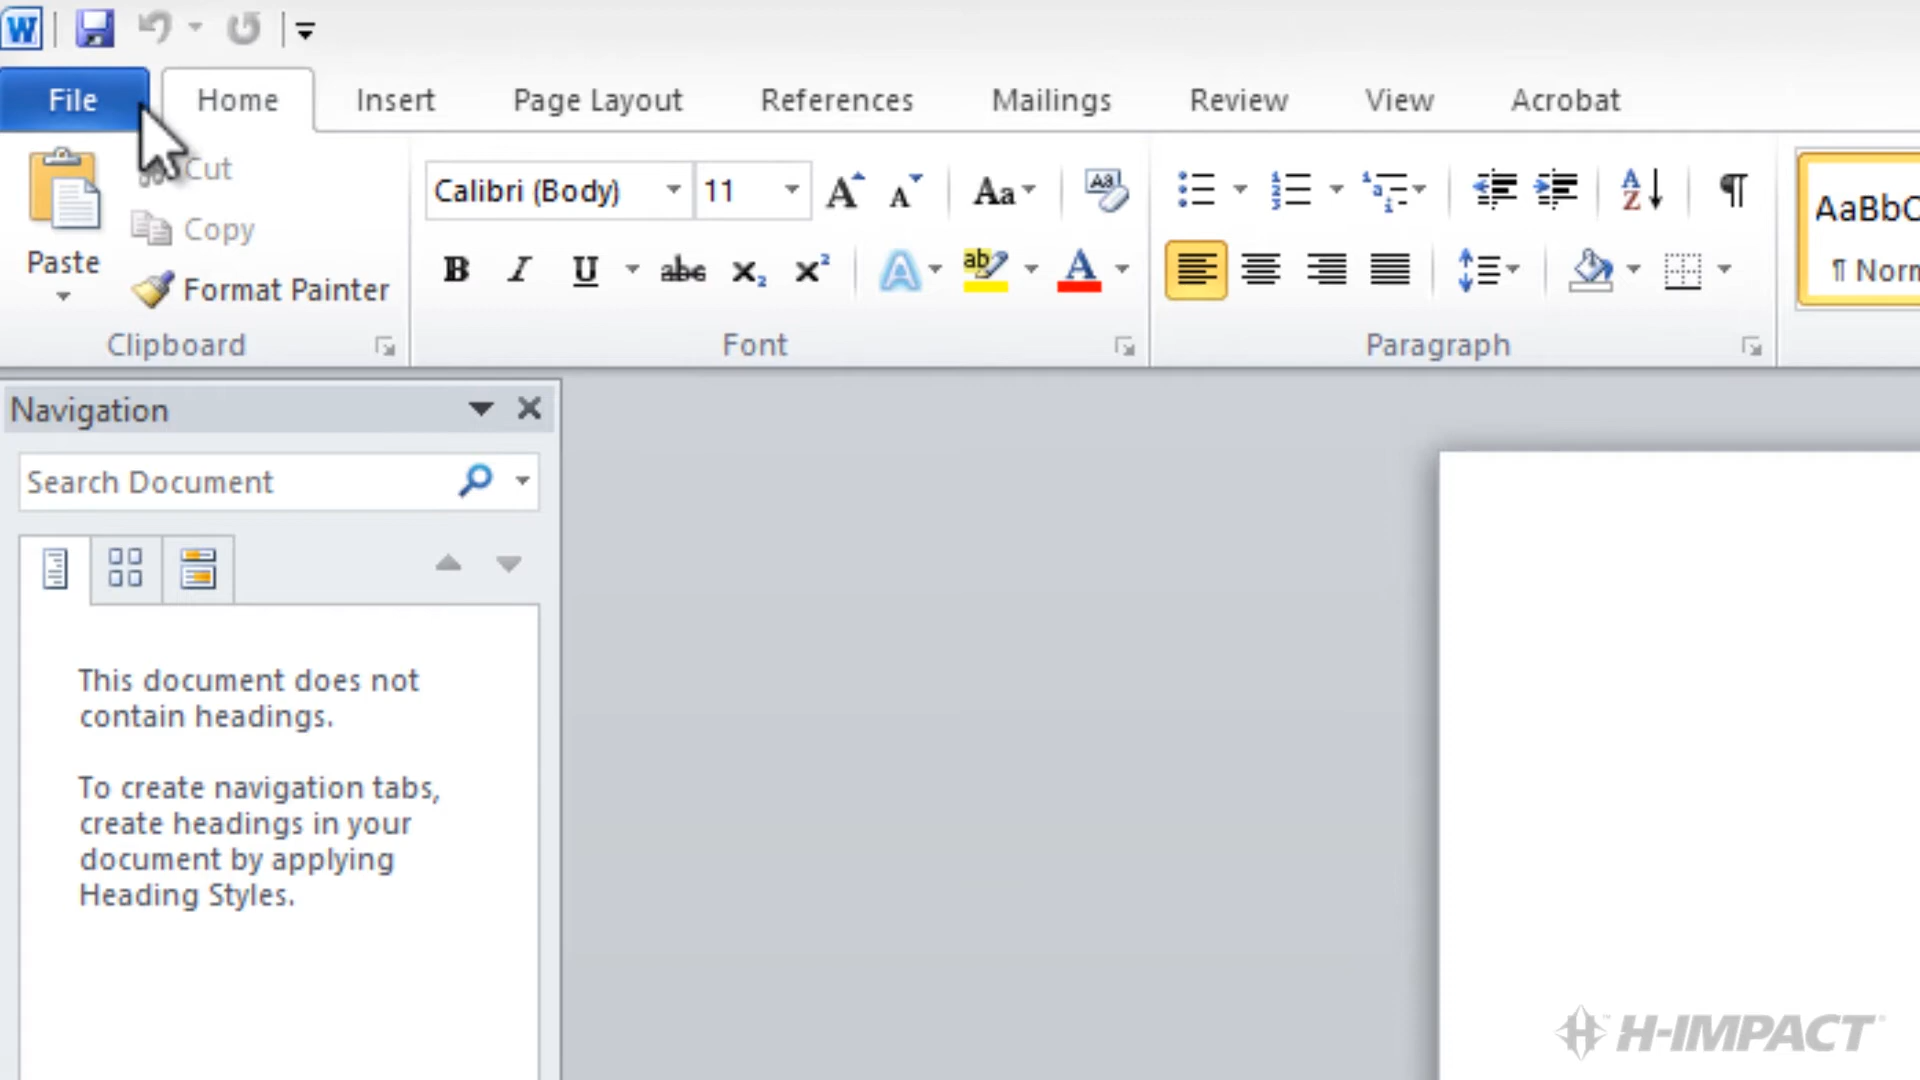 File Home Insert Page Layout References Mailings Review View Acrobat
Cut
Copy
Paste
Format Painter
Clipboard
Calibri (Body) 11
Font
Paragraph
AaBbC
¶ Norm
Navigation
Search Document
This document does not
contain headings.
To create navigation tabs,
create headings in your
document by applying
Heading Styles.
H-IMPACT